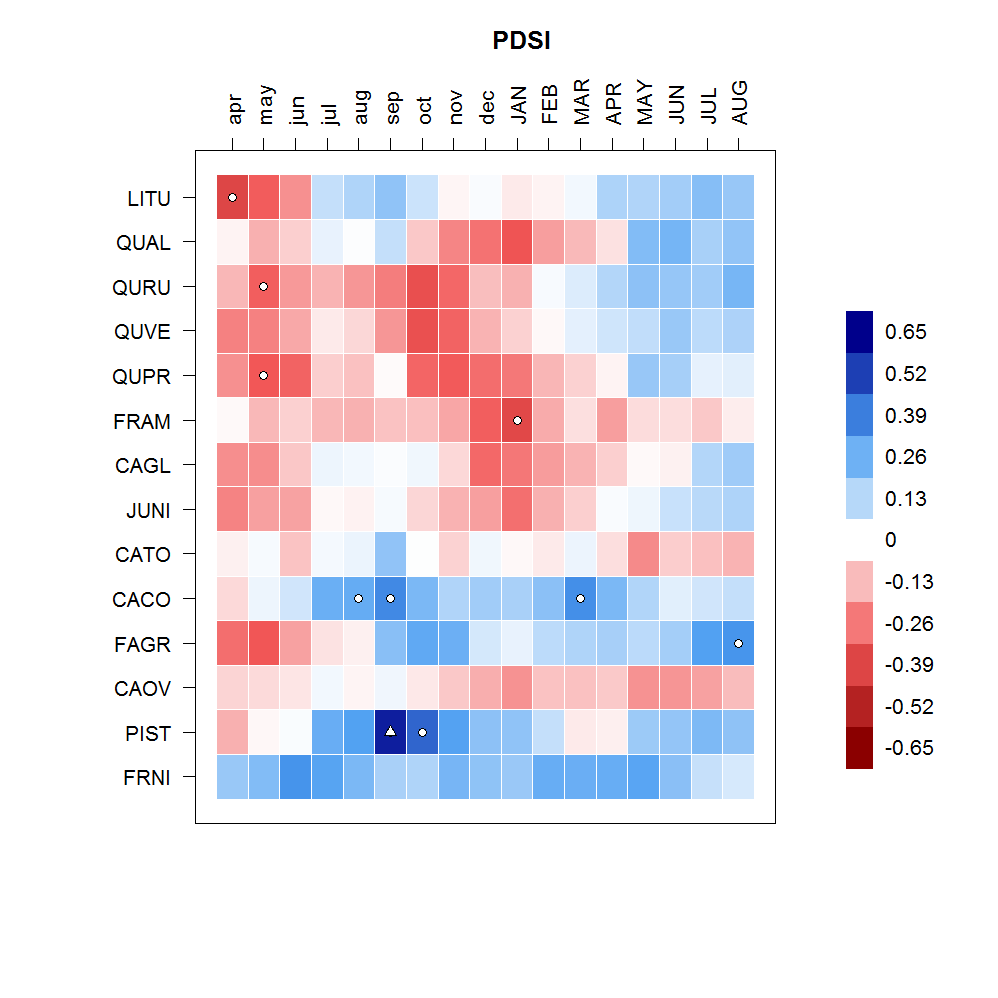 PDSI
apr may jun jul aug sep oct nov dec JAN FEB MAR APR MAY JUN JUL AUG
LITU
QUAL
QURU
QUVE
QUPR
FRAM
CAGL
JUNI
CATO
CACO
FAGR
CAOV
PIST
FRNI
0.65
0.52
0.39
0.26
0.13
0
-0.13
-0.26
-0.39
-0.52
-0.65